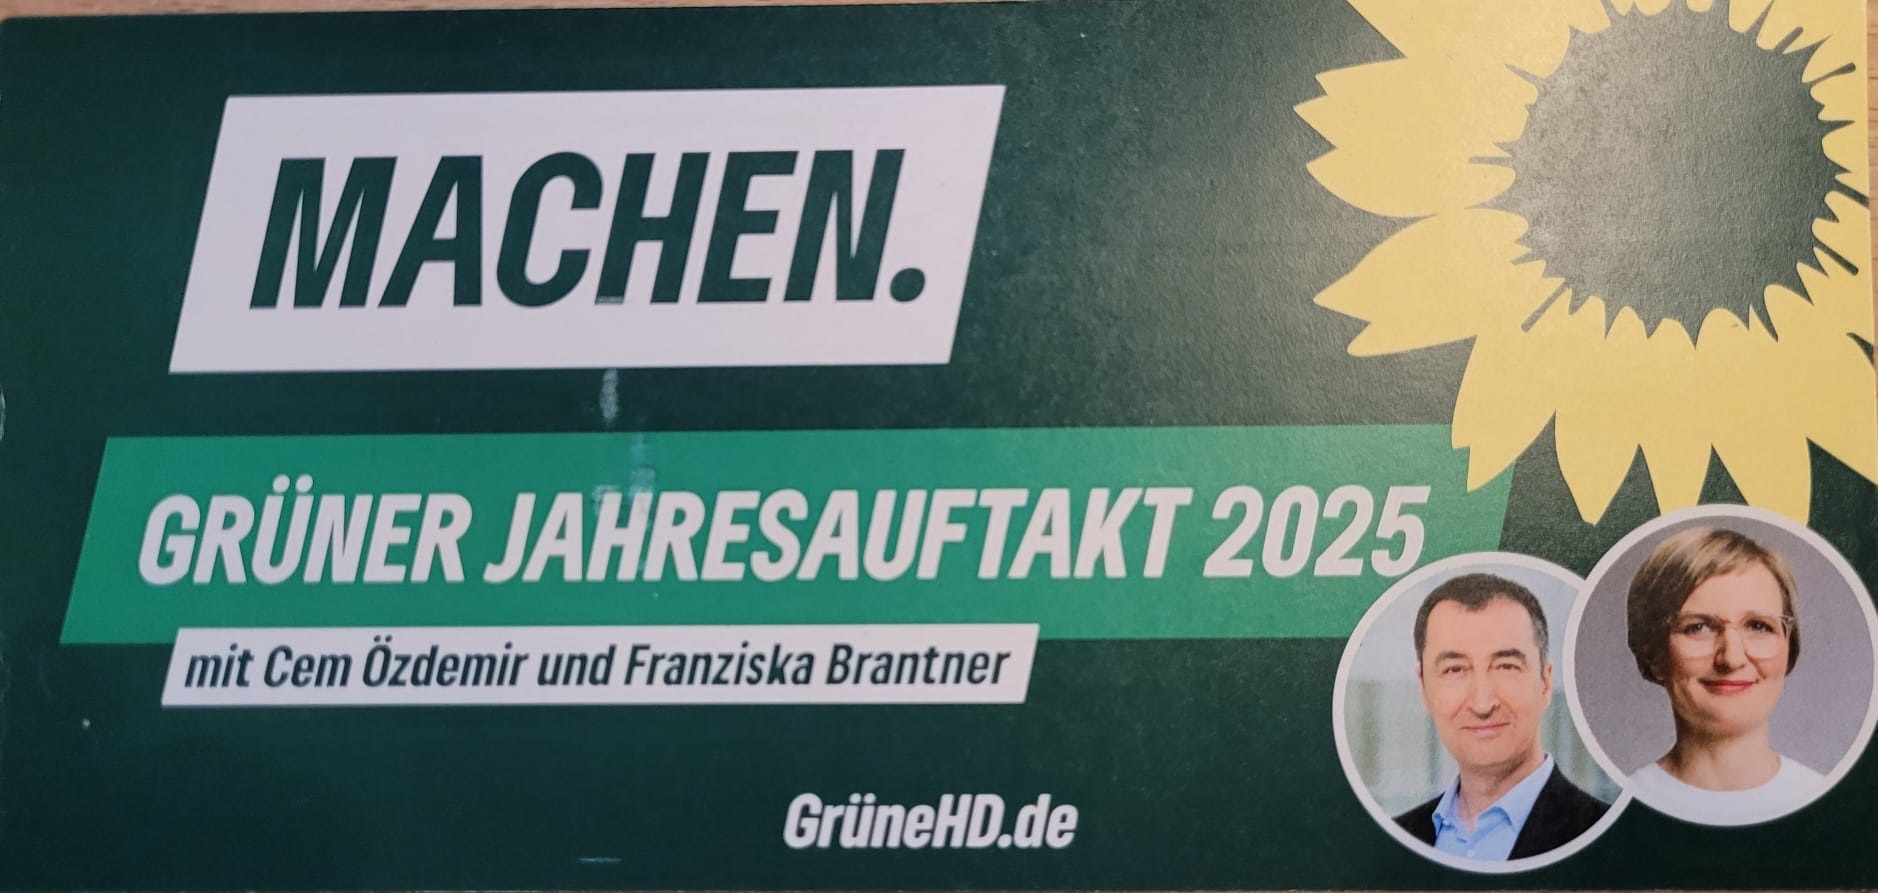 MACHEN.
GRÜNER JAHRESAUFTAKT 2025
mit Cem Özdemir und Franziska Brantner
GrüneHD.de